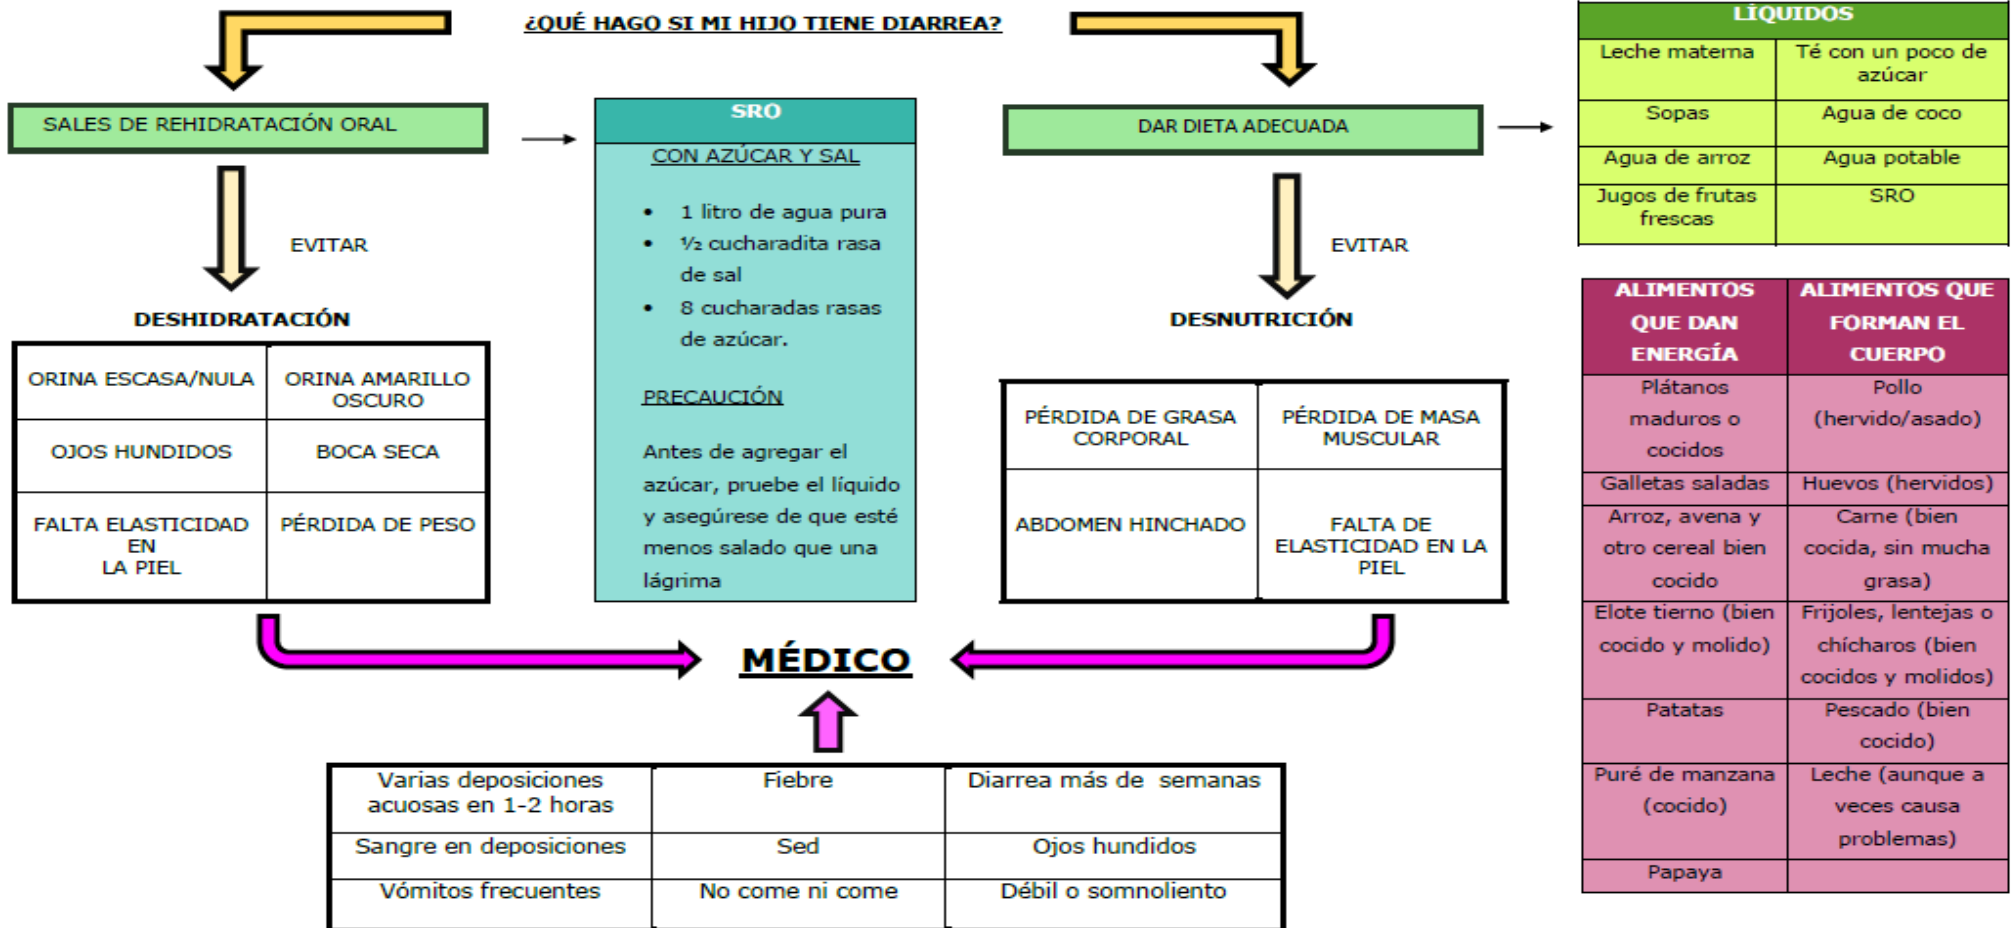 ¿QUÉ HAGO SI MI HIJO TIENE DIARREA?
SALES DE REHIDRATACIÓN ORAL
EVITAR
DESHIDRATACIÓN
ORINA ESCASA/NULA
ORINA AMARILLO
OSCURO
OJOS HUNDIDOS
BOCA SECA
FALTA ELASTICIDAD
EN
LA PIEL
PÉRDIDA DE PESO
SRO
CON AZÚCAR Y SAL
• 1 litro de agua pura
• ½ cucharadita rasa
de sal
• 8 cucharadas rasas
de azúcar.
PRECAUCIÓN
Antes de agregar el
azúcar, pruebe el líquido
y asegúrese de que esté
menos salado que una
lágrima
DAR DIETA ADECUADA
EVITAR
DESNUTRICIÓN
PÉRDIDA DE GRASA
CORPORAL
PÉRDIDA DE MASA
MUSCULAR
ABDOMEN HINCHADO
FALTA DE
ELASTICIDAD EN LA
PIEL
LÍQUIDOS
Leche materna
Té con un poco de
azúcar
Sopas
Agua de coco
Agua de arroz
Agua potable
Jugos de frutas
frescas
SRO
ALIMENTOS
QUE DAN
ENERGÍA
ALIMENTOS QUE
FORMAN EL
CUERPO
Plátanos
maduros o
cocidos
Pollo
(hervido/asado)
Galletas saladas
Huevos (hervidos)
Arroz, avena y
otro cereal bien
cocido
Carne (bien
cocida, sin mucha
grasa)
Elote tierno (bien
cocido y molido)
Frijoles, lentejas o
chícharos (bien
cocidos y molidos)
Patatas
Pescado (bien
cocido)
Puré de manzana
(cocido)
Leche (aunque a
veces causa
problemas)
Papaya
MÉDICO
Varias deposiciones
acuosas en 1-2 horas
Fiebre
Diarrea más de semanas
Sangre en deposiciones
Sed
Ojos hundidos
Vómitos frecuentes
No come ni come
Débil o somnoliento